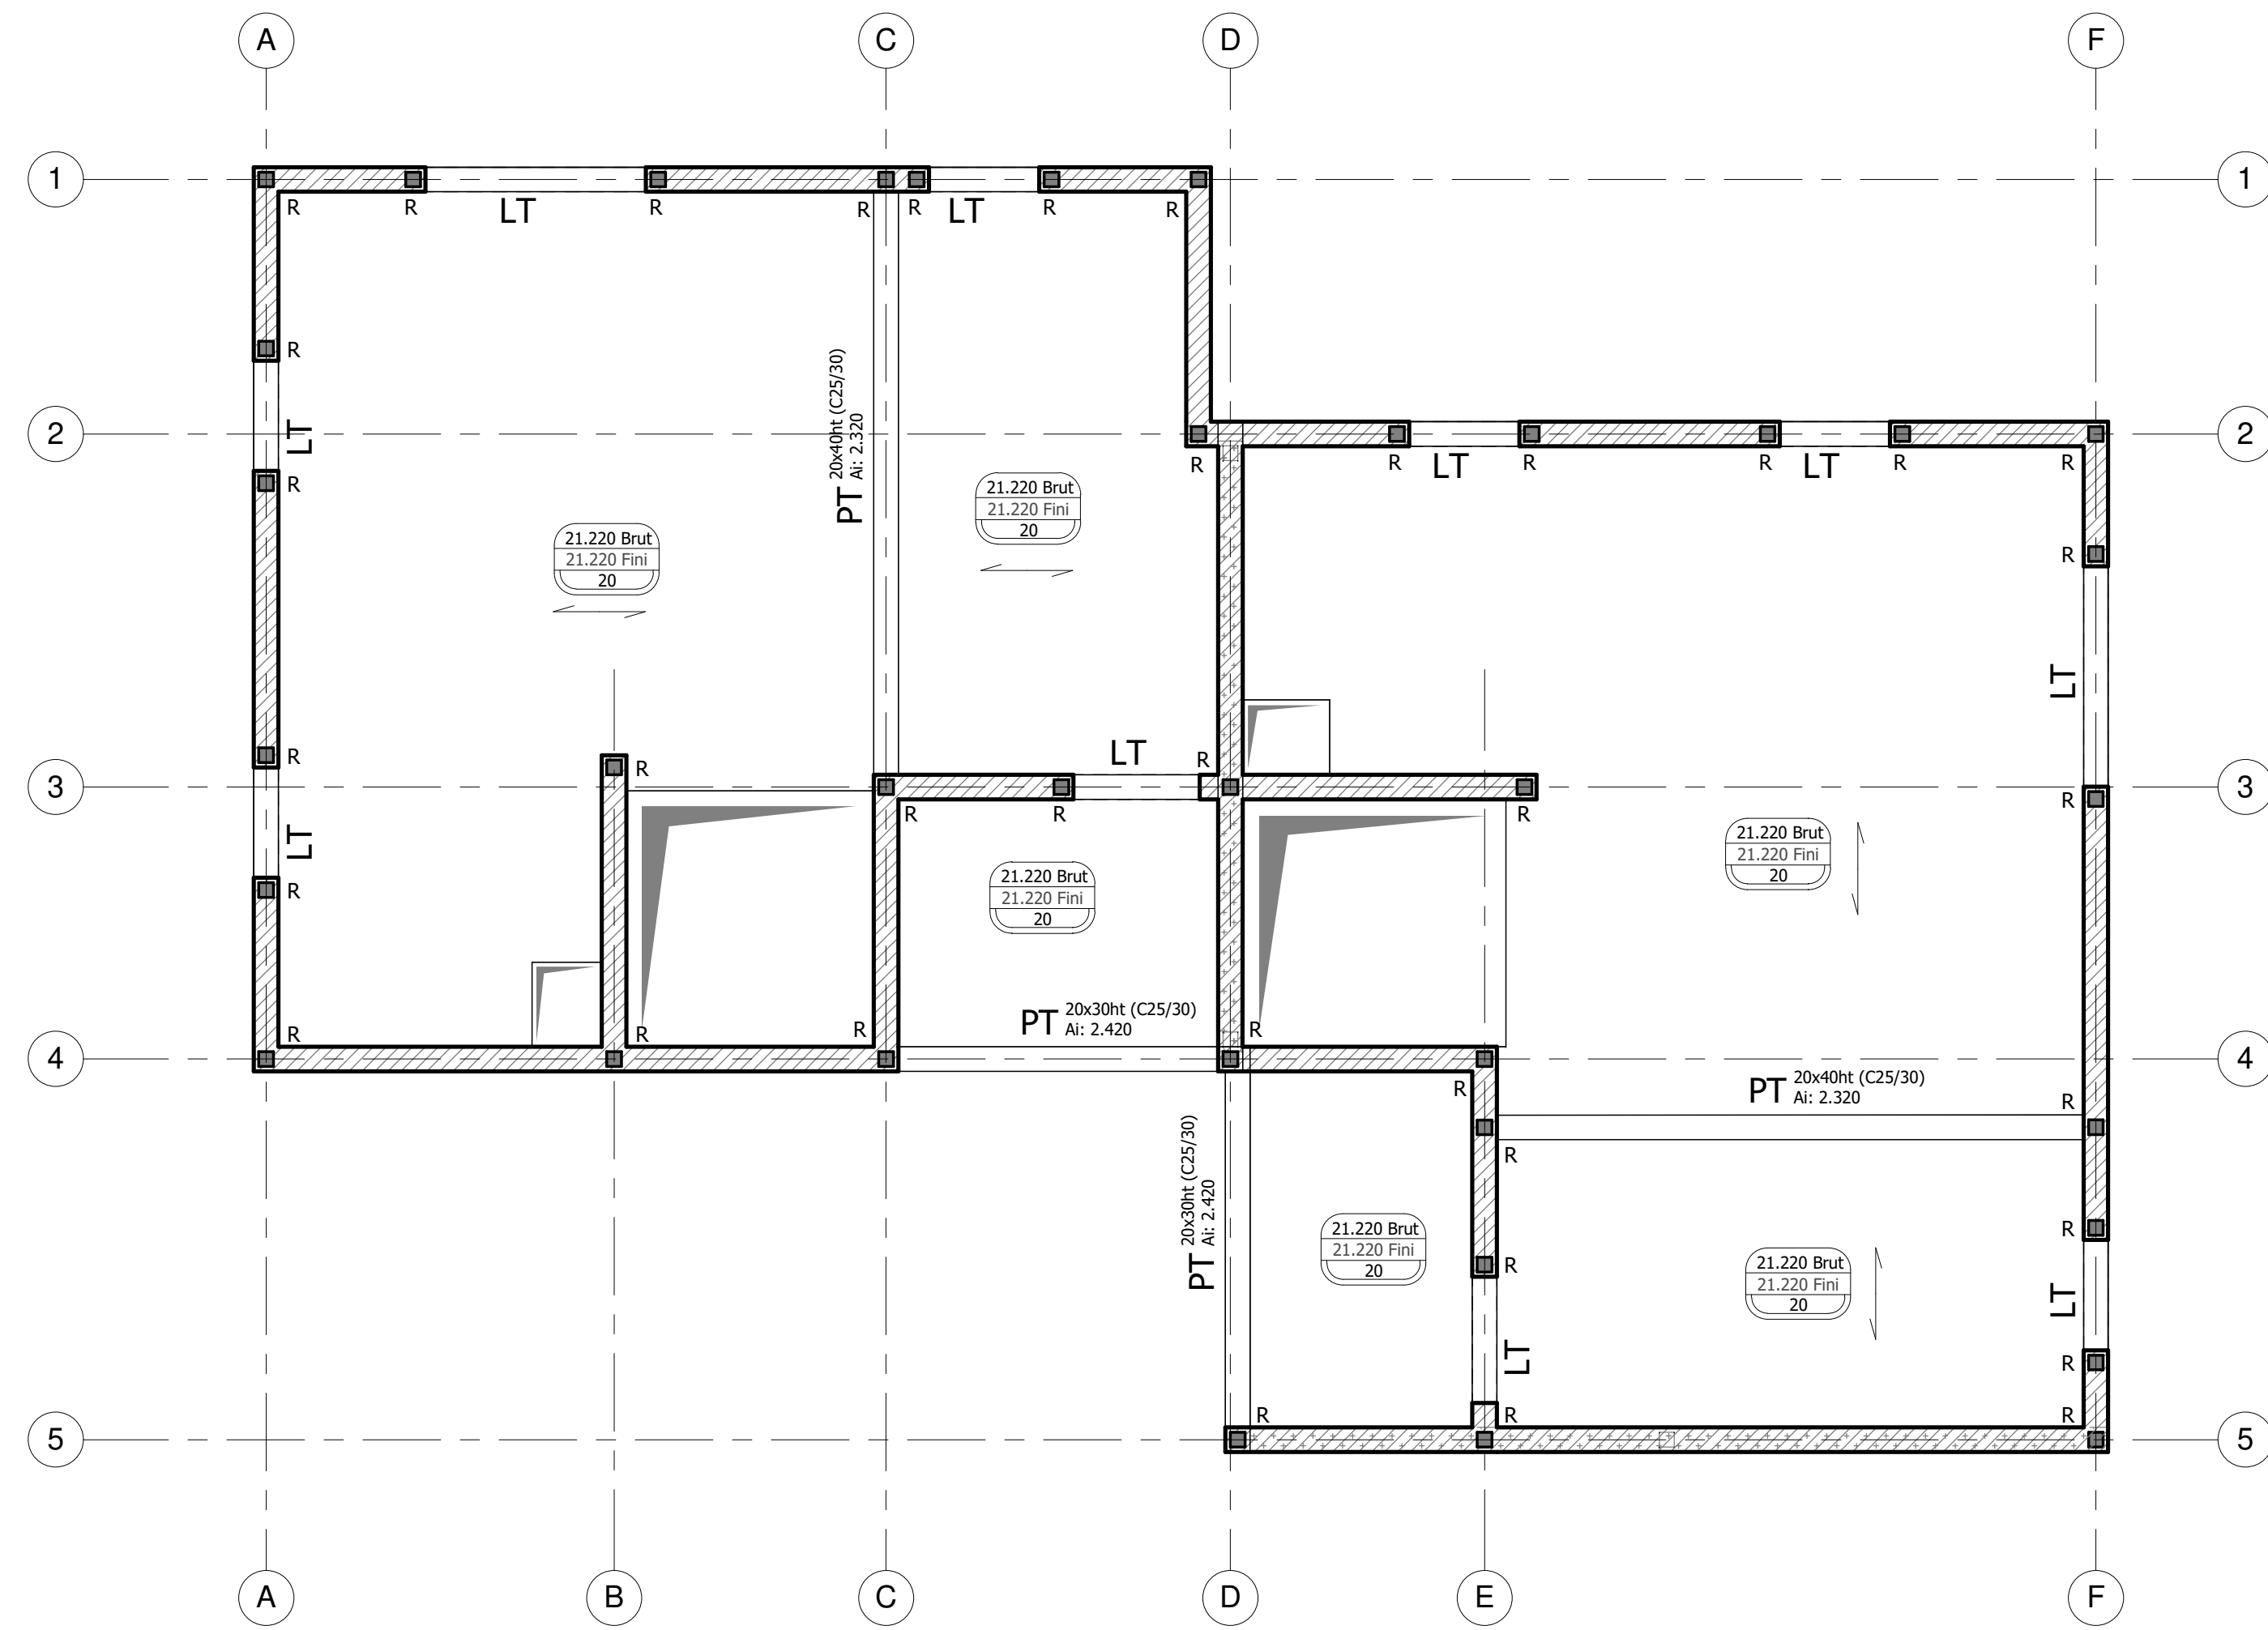 A C D F
1 1
R R LT R R R LT R R
R
20x40ht (C25/30)
Ai: 2.320
PT
2 2
LT
R R LT R R LT R R
R
21.220 Brut
21.220 Fini
20
21.220 Brut
21.220 Fini
20
R
LT
LT R
R R
3 3
R
R R R
LT
21.220 Brut
21.220 Fini
20
21.220 Brut
21.220 Fini
20
R
20x30ht (C25/30)
PT
Ai: 2.420
R R R R
4 4
20x40ht (C25/30)
PT
Ai: 2.320
R R
R
20x30ht (C25/30)
Ai: 2.420
PT
21.220 Brut
21.220 Fini
20
R
R
21.220 Brut
21.220 Fini
20
LT
LT
R
R R R
5 5
A B C D E F